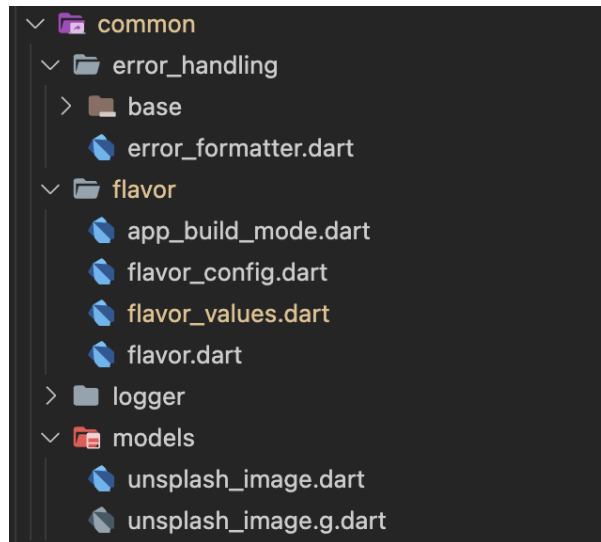 common
error_handling
base
error_formatter.dart
flavor
app_build_mode.dart
flavor_config.dart
flavor_values.dart
flavor.dart
logger
models
unsplash_image.dart
unsplash_image.g.dart